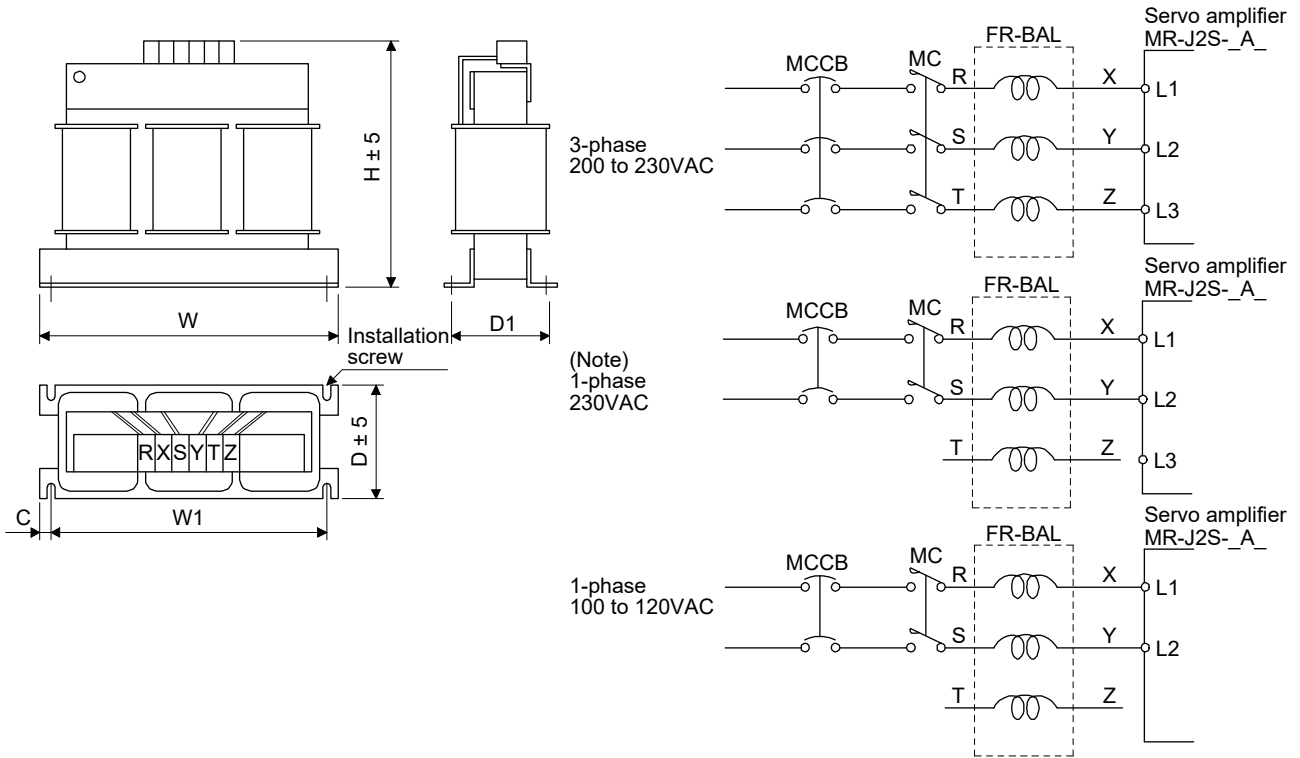 H ± 5
W
D1
Installation
screw
R X S Y T Z
D ± 5
C
W1
3-phase
200 to 230VAC
MCCB
MC
FR-BAL
Servo amplifier
MR-J2S-_A_
R
X
L1
S
Y
L2
T
Z
L3
(Note)
1-phase
230VAC
MCCB
MC
FR-BAL
Servo amplifier
MR-J2S-_A_
R
X
L1
S
Y
L2
T
Z
L3
1-phase
100 to 120VAC
MCCB
MC
FR-BAL
Servo amplifier
MR-J2S-_A_
R
X
L1
S
Y
L2
T
Z